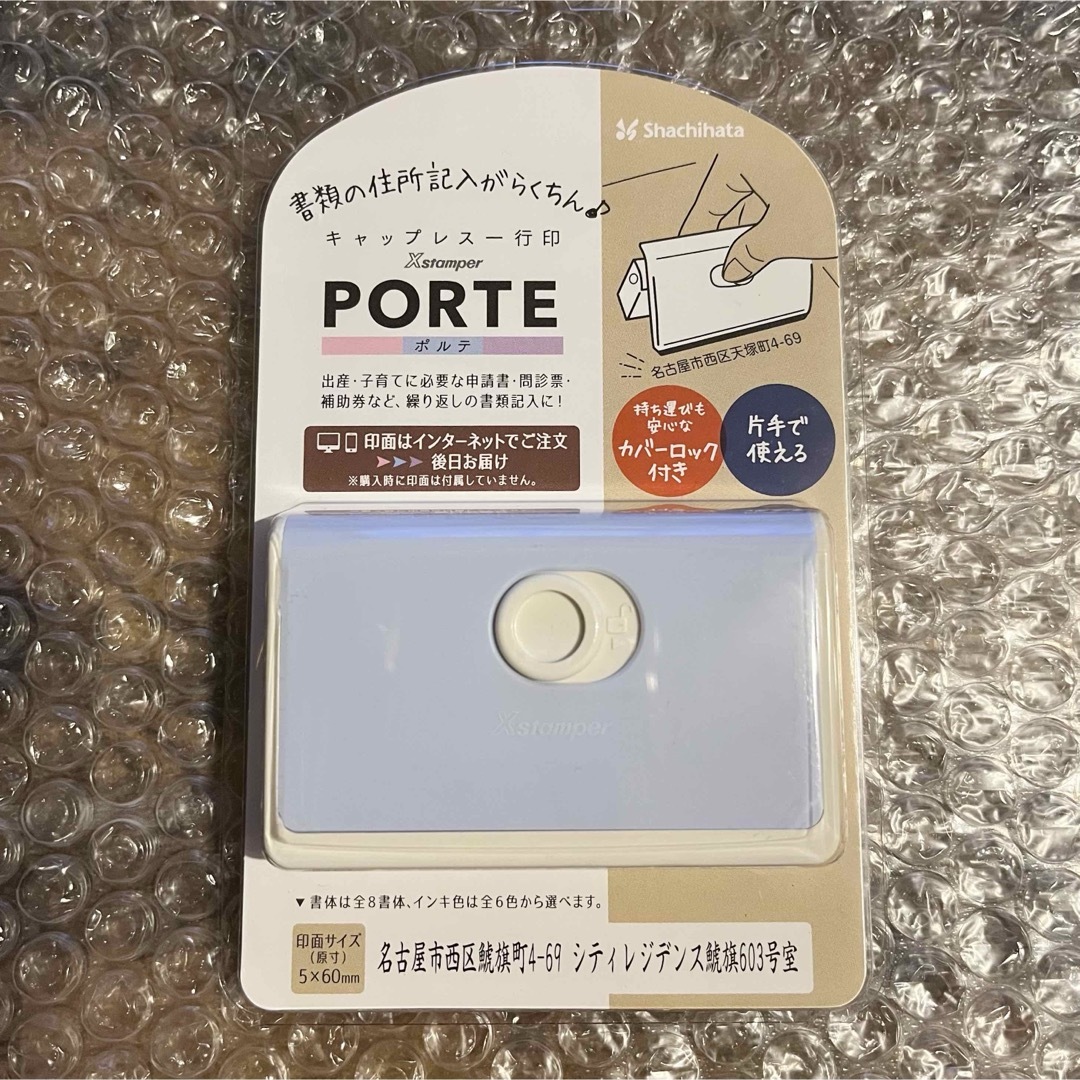 Shachihata
書類の住所記入がらくちん♪
キャップレス一行印
Xstamper
PORTE
ポルテ
名古屋市西区天塚町4-69
出産・子育てに必要な申請書・問診票・
補助券など、繰り返しの書類記入に!
印面はインターネットでご注文
後日お届け
※購入時に印面は付属していません。
持ち運びも
安心な
カバーロック
付き
片手で
使える
Xstamper
▼書体は全8書体、インキ色は全6色から選べます。
印面サイズ
(原寸)
5×60mm
名古屋市西区鯱旗町4-69 シティレジデンス鯱旗603号室